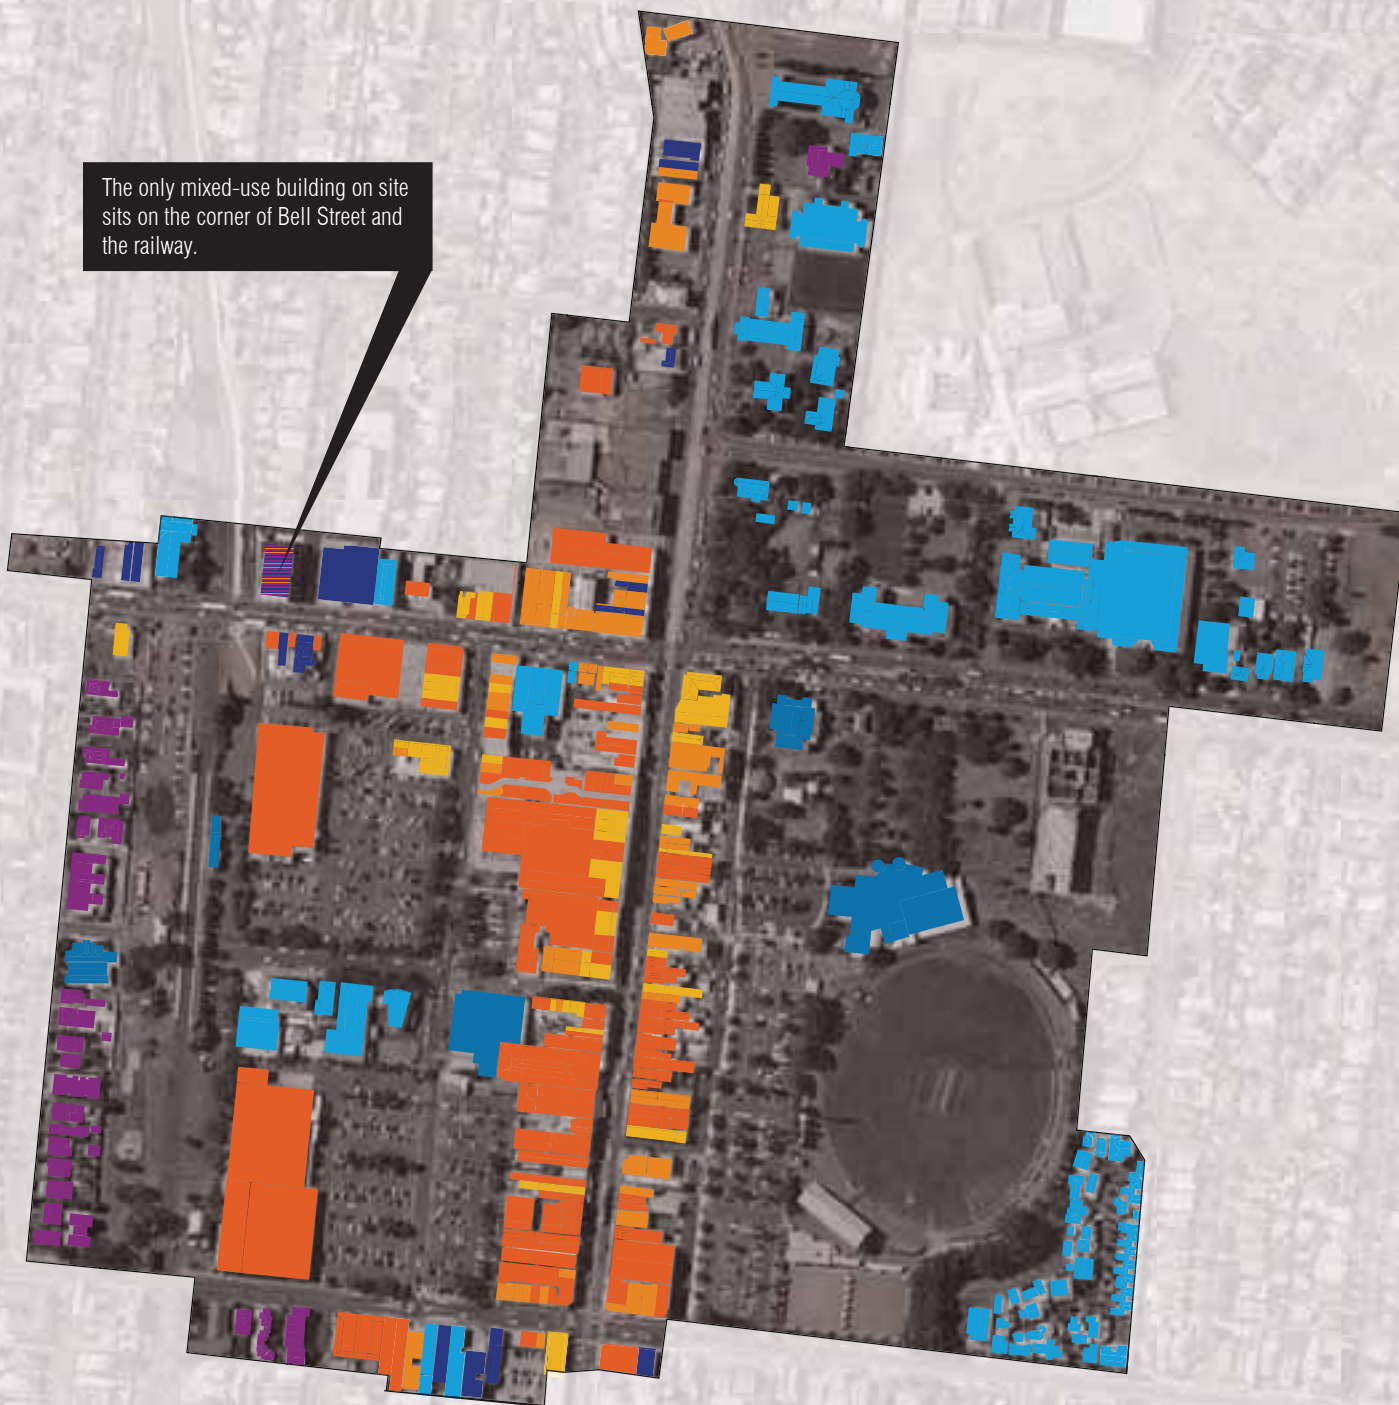 The only mixed-use building on site
sits on the corner of Bell Street and
the railway.